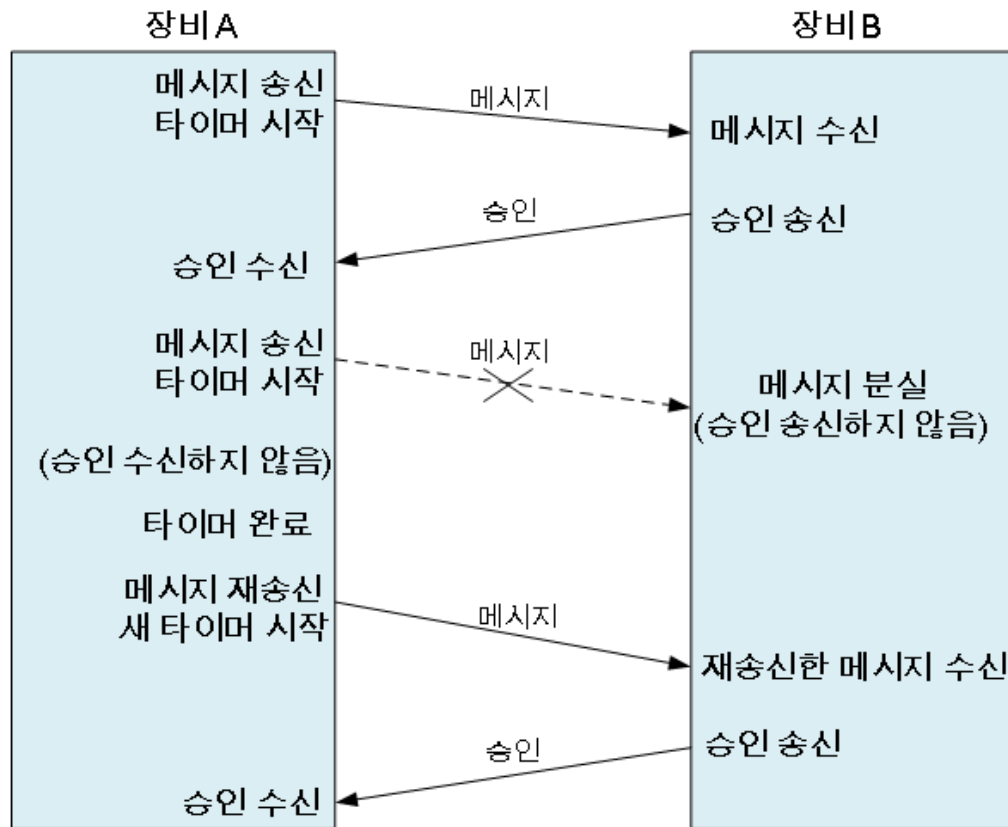 장비A
장비B
메시지 송신
타이머 시작
메시지
메시지 수신
승인
승인 송신
승인 수신
메시지 송신
타이머 시작
메시지
메시지 분실
(승인 송신하지 않음)
(승인 수신하지 않음)
타이머 완료
메시지 재송신
새 타이머 시작
메시지
재송신한 메시지 수신
승인
승인 송신
승인 수신